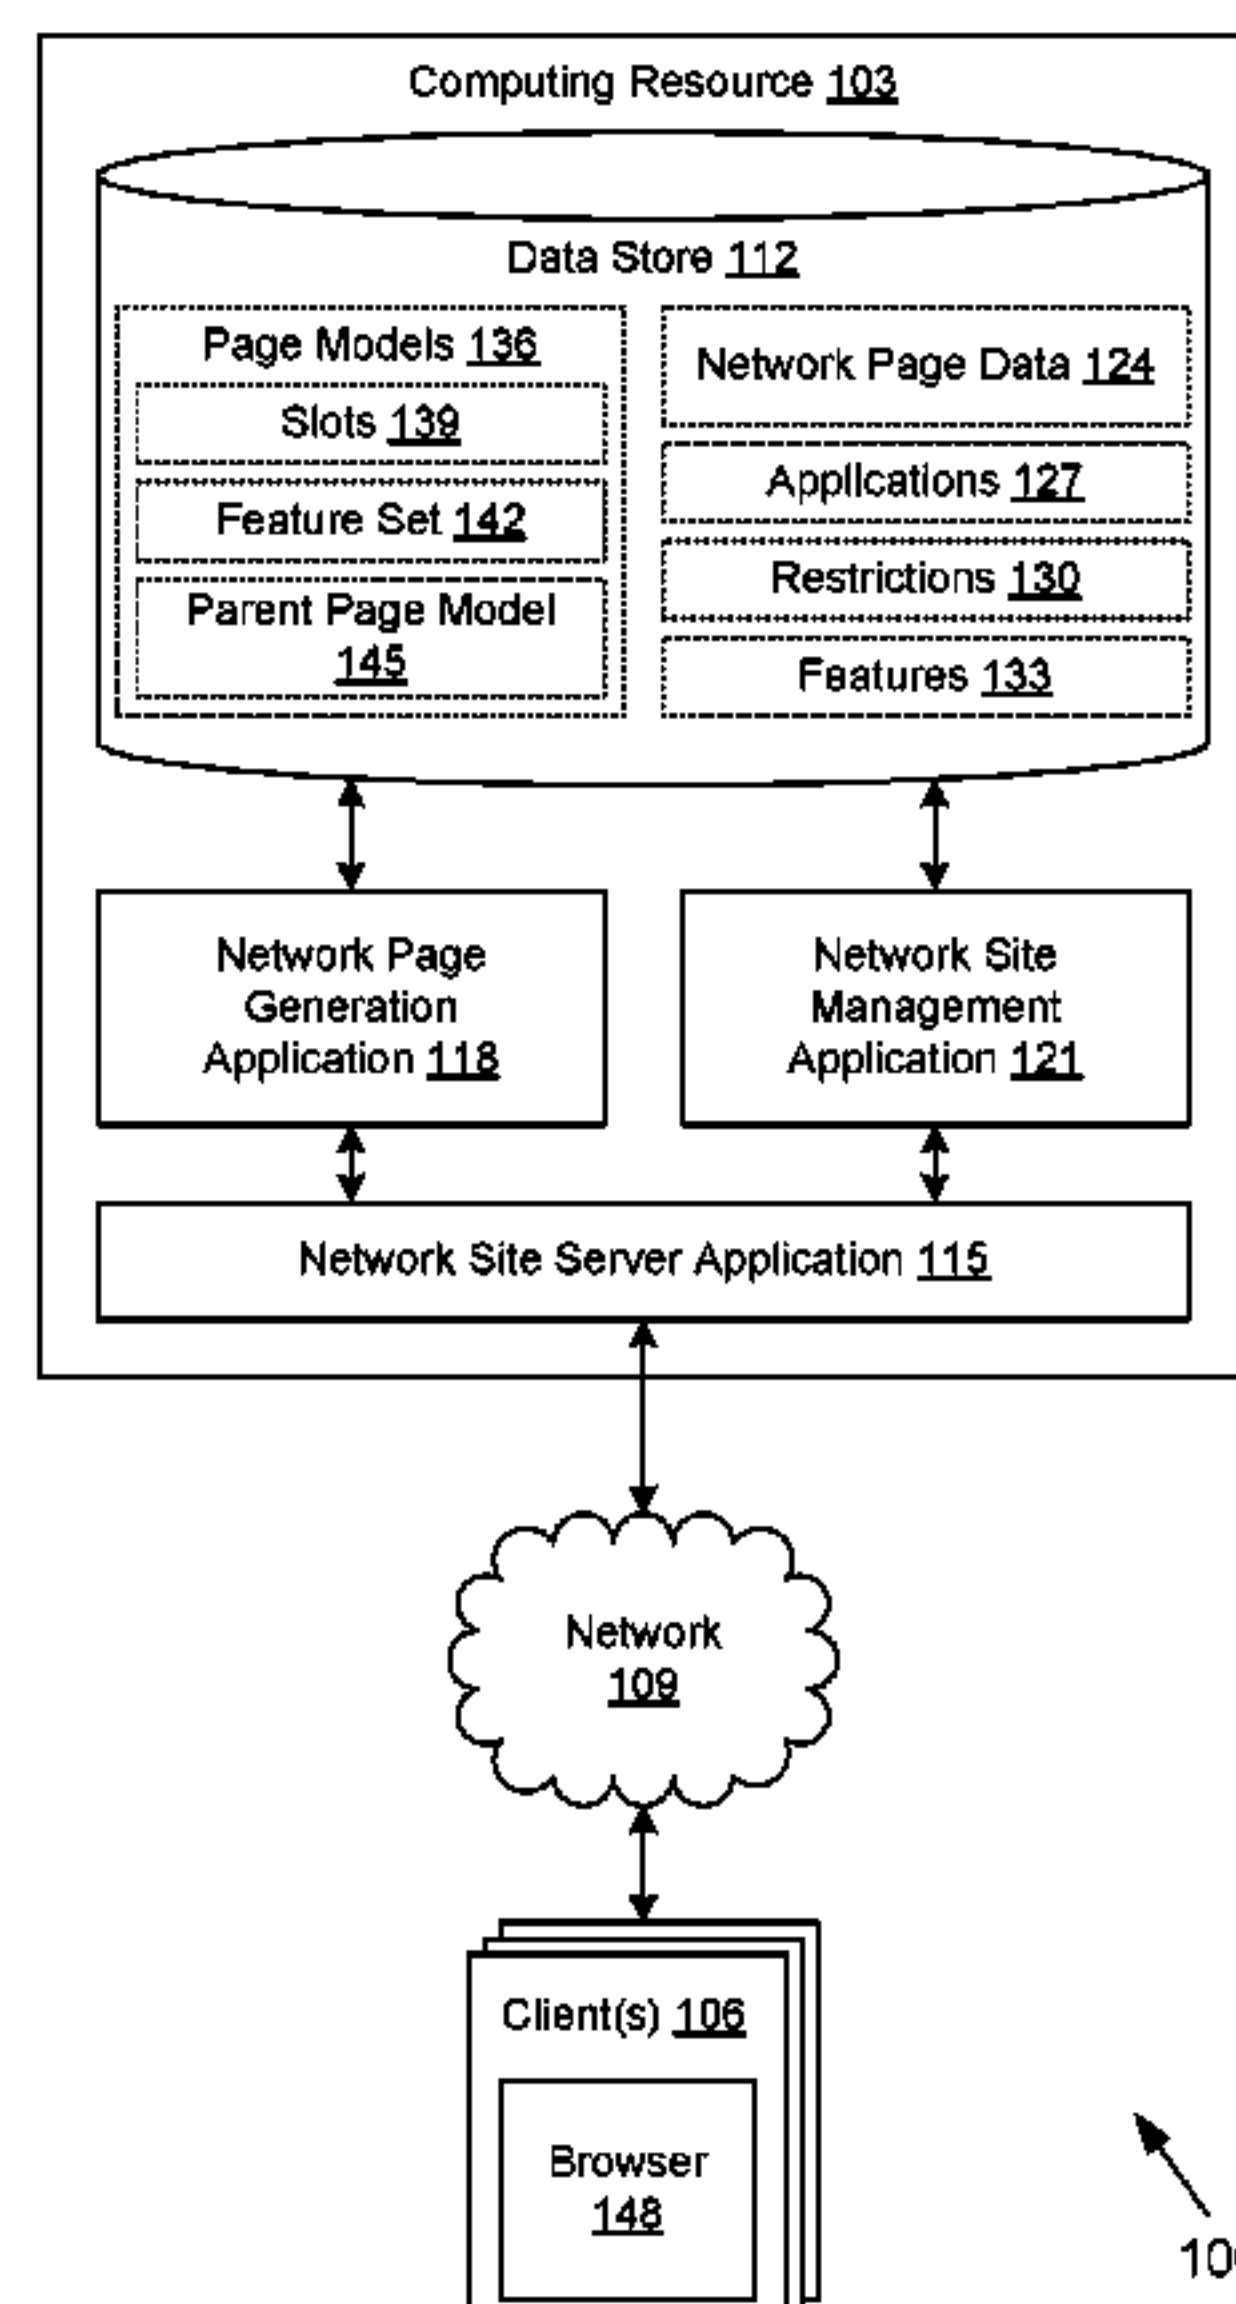 Computing Resource 103
Data Store 112
Page Models 136
Slots 139
Feature Set 142
Parent Page Model
145
Network Page Data 124
Applications 127
Restrictions 130
Features 133
Network Page
Generation
Application 118
Network Site
Management
Application 121
Network Site Server Application 115
Network
109
Client(s) 106
Browser
148